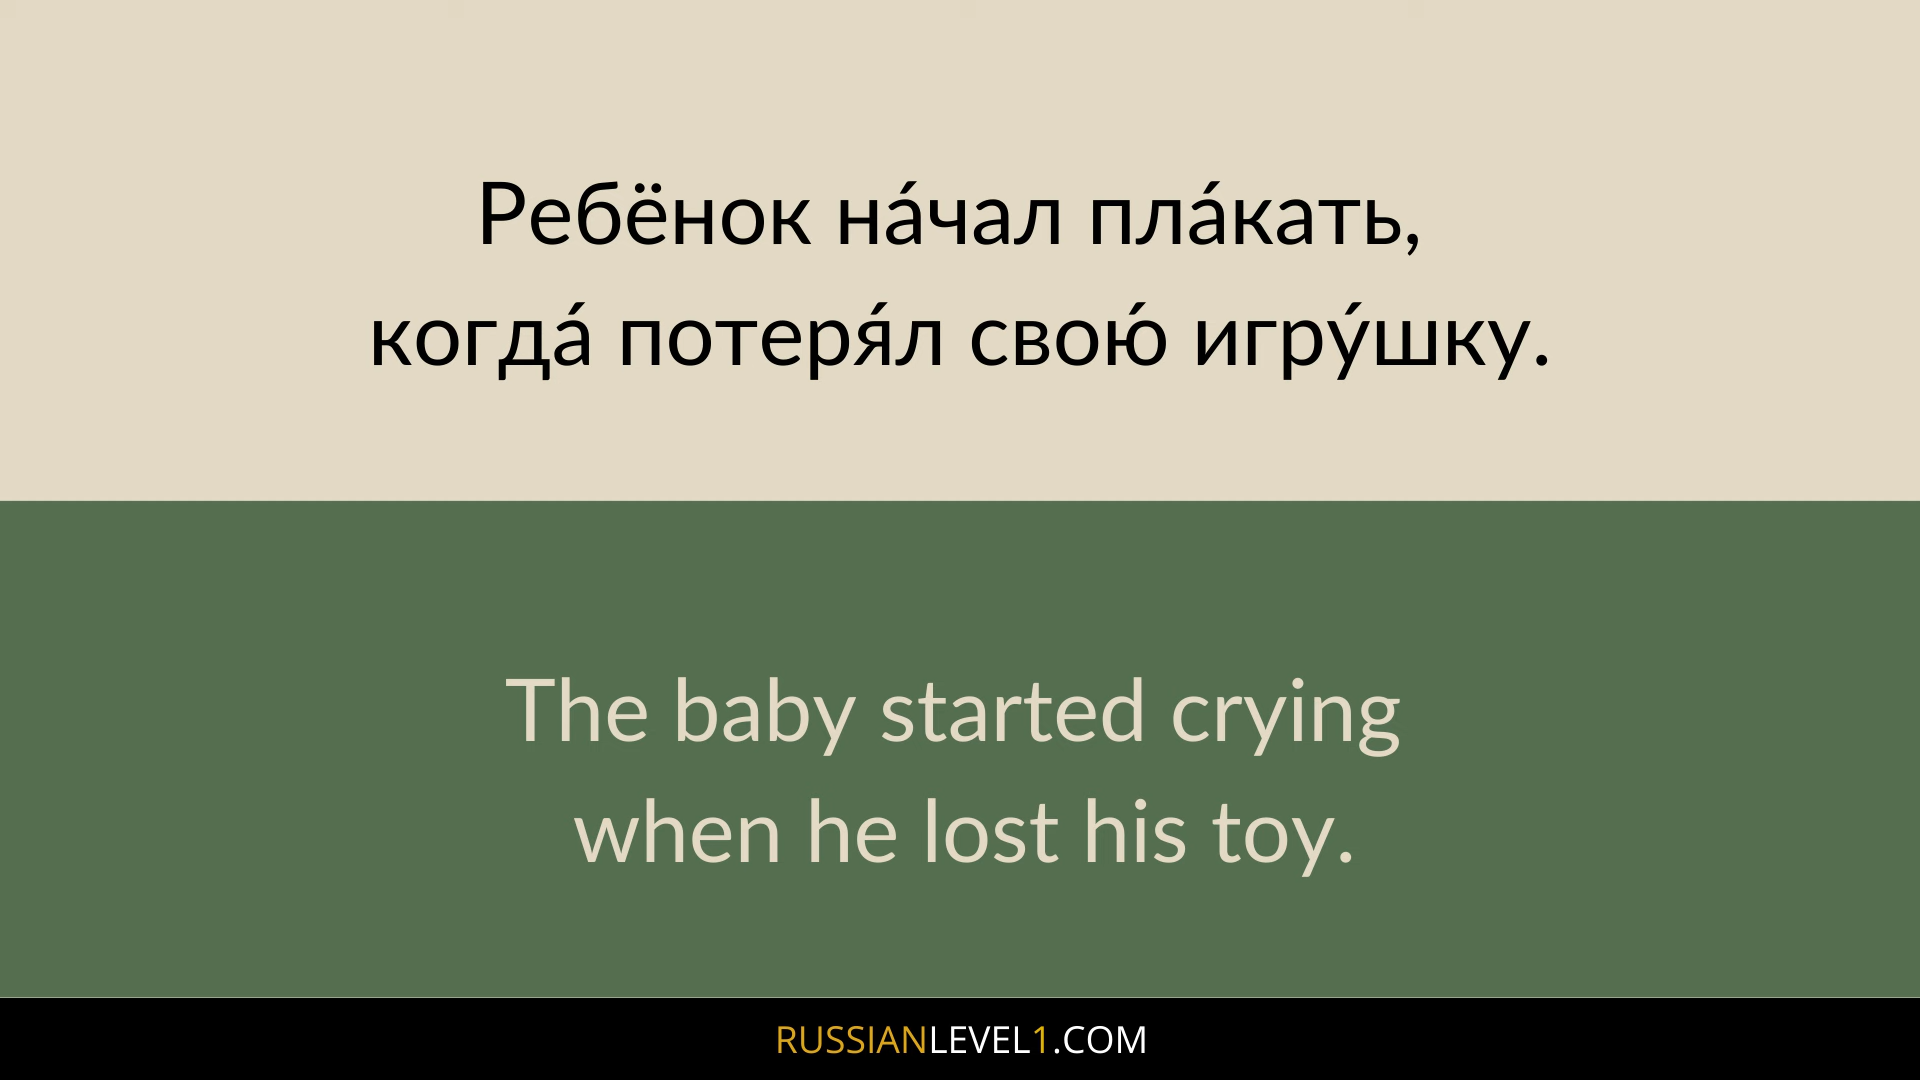 Ребёнок на́чал пла́кать,
когда́ потеря́л свою́ игру́шку.
The baby started crying
when he lost his toy.
RUSSIANLEVEL1.COM